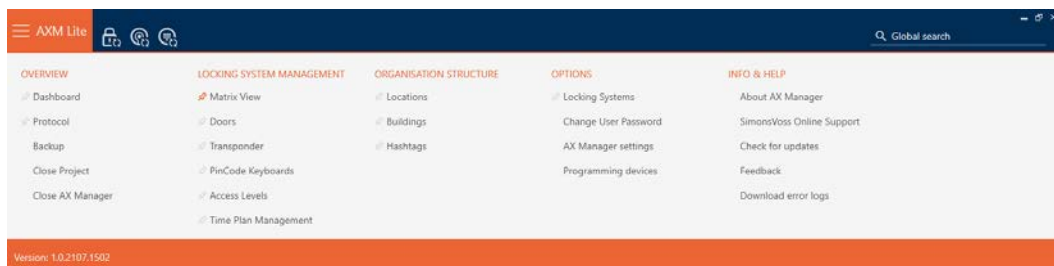 AXM Lite
Global search
OVERVIEW
Dashboard
Protocol
Backup
Close Project
Close AX Manager
LOCKING SYSTEM MANAGEMENT
Matrix View
Doors
Transponder
PinCode Keyboards
Access Levels
Time Plan Management
ORGANISATION STRUCTURE
Locations
Buildings
Hashtags
OPTIONS
Locking Systems
Change User Password
AX Manager settings
Programming devices
INFO & HELP
About AX Manager
SimonsVoss Online Support
Check for updates
Feedback
Download error logs
Version: 1.0.2107.1502